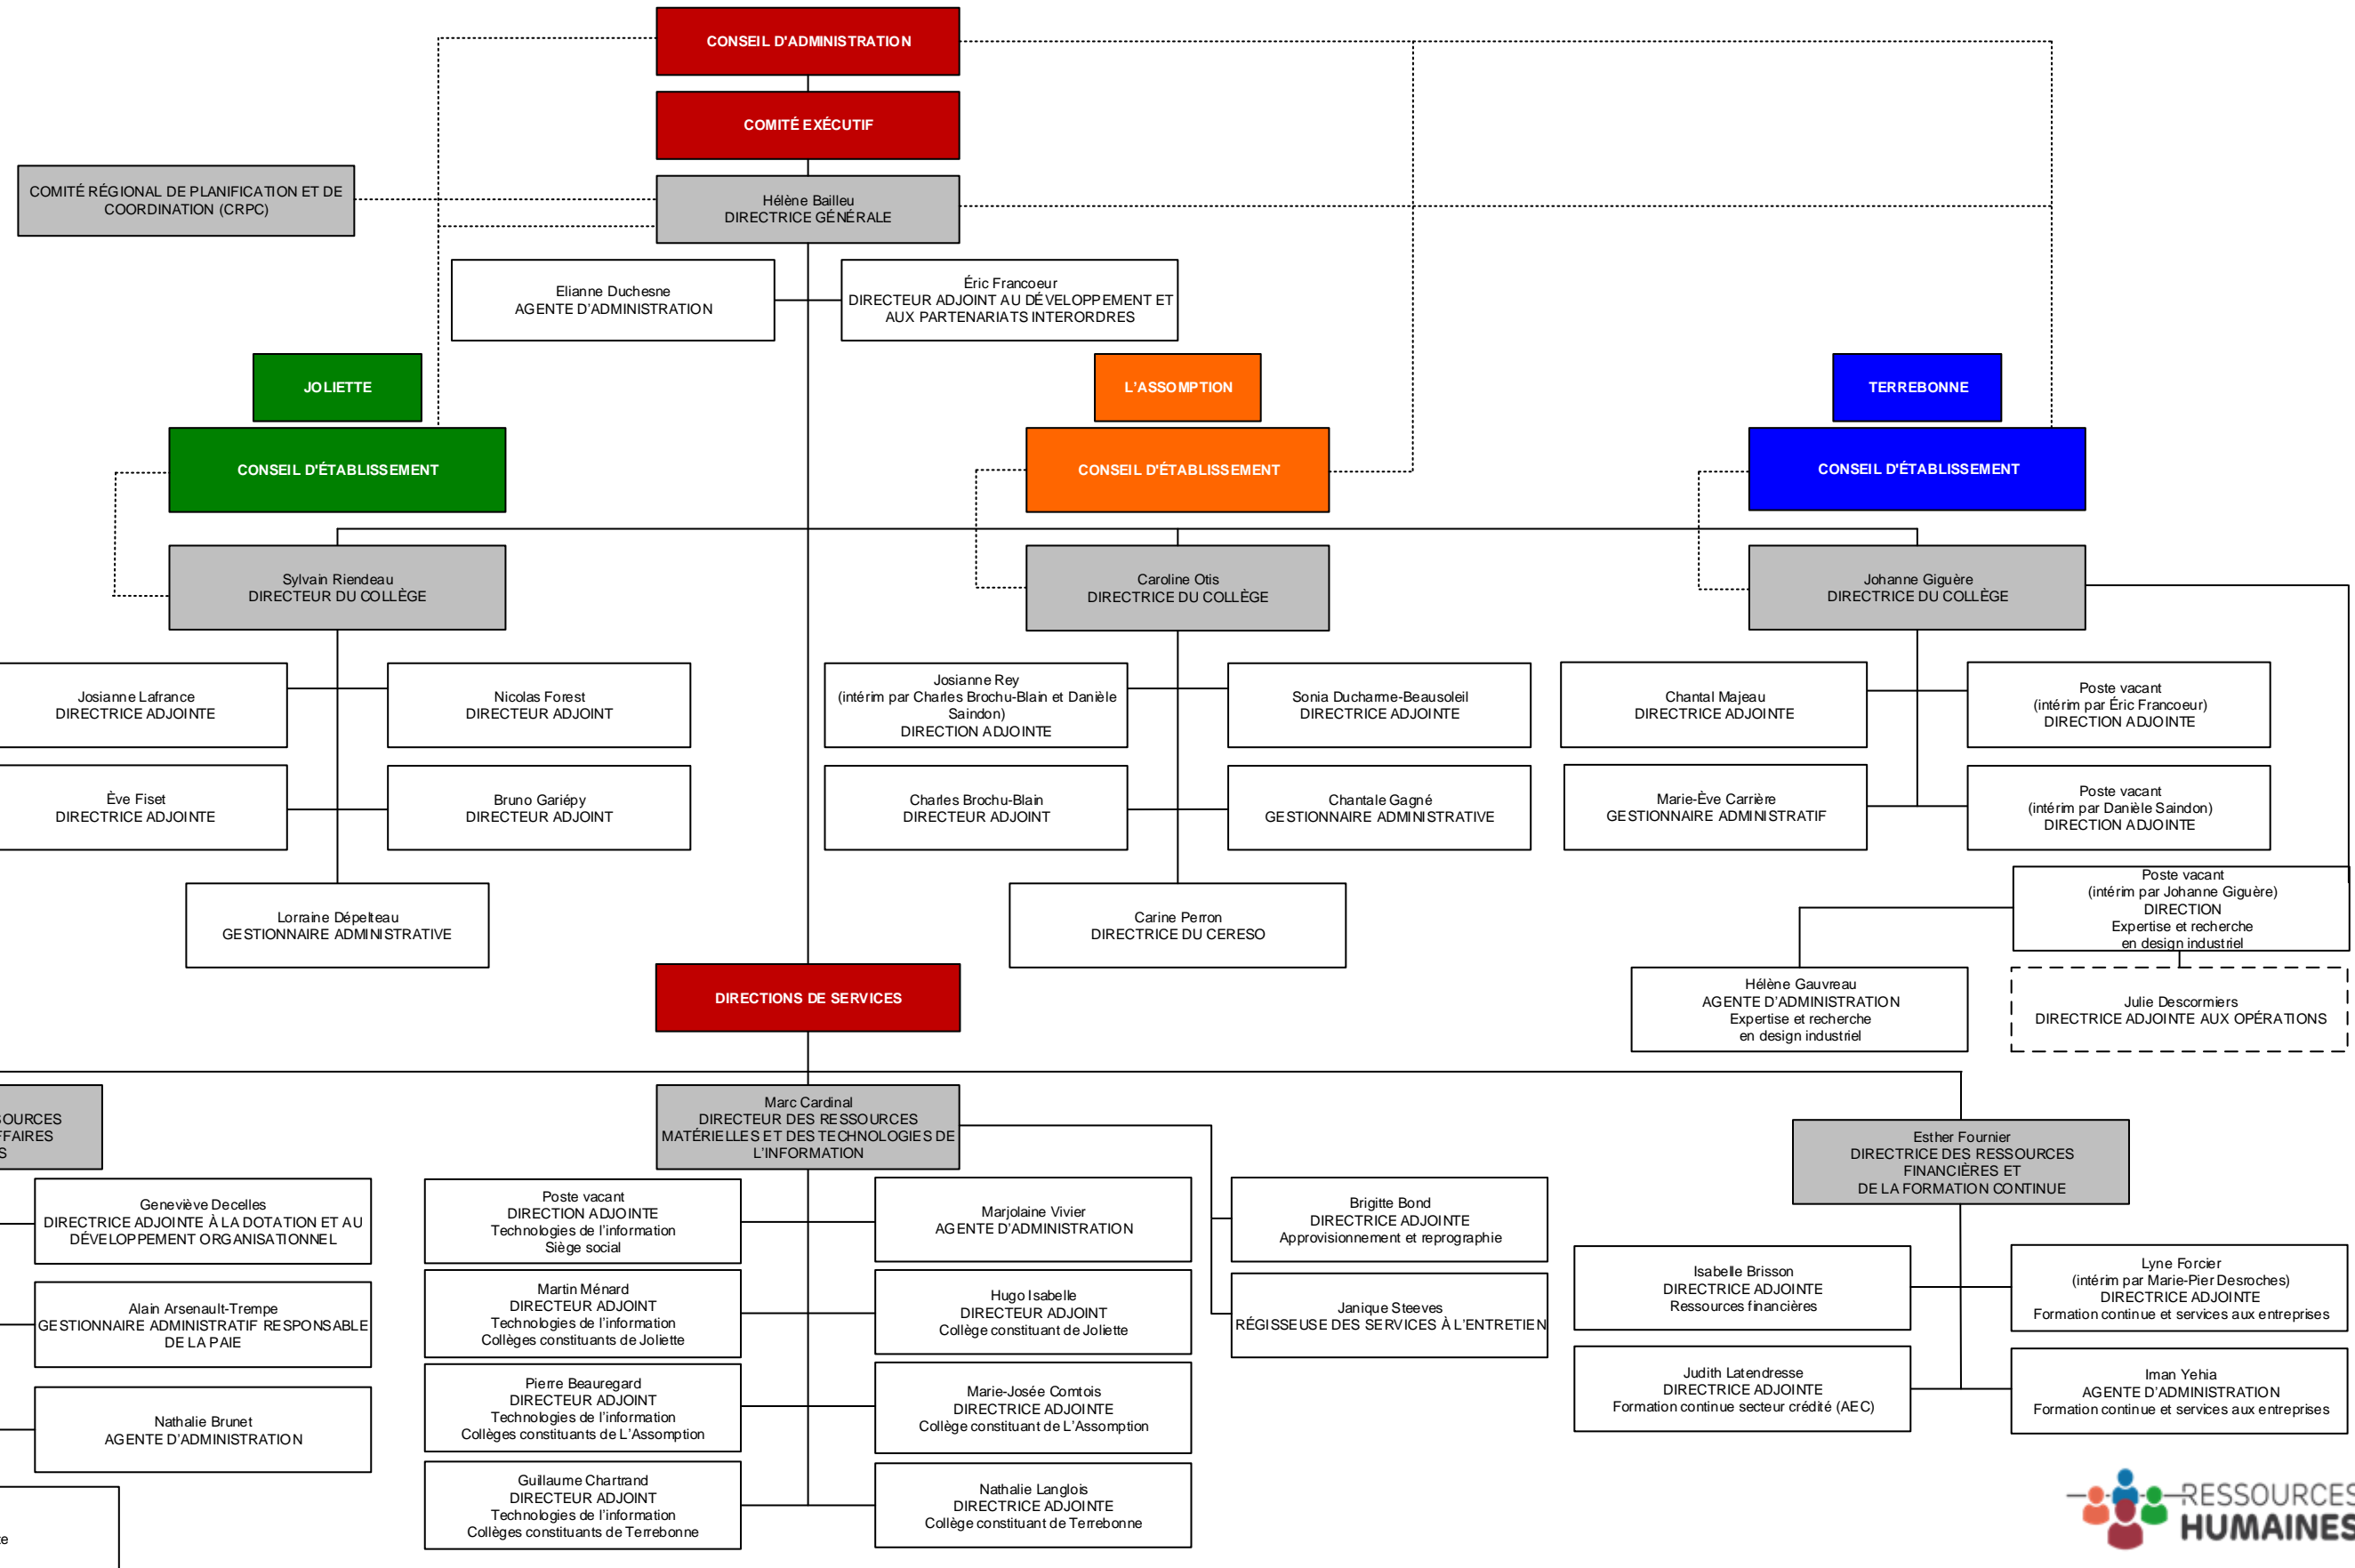 CONSEIL D'ADMINISTRATION
COMITÉ EXÉCUTIF
COMITÉ RÉGIONAL DE PLANIFICATION ET DE
COORDINATION (CRPC)
Hélène Bailleu
DIRECTRICE GÉNÉRALE
Elianne Duchesne
AGENTE D'ADMINISTRATION
Éric Francoeur
DIRECTEUR ADJOINT AU DÉVELOPPEMENT ET
AUX PARTENARIATS INTERORDRES
JOLIETTE
L'ASSOMPTION
TERREBONNE
CONSEIL D'ÉTABLISSEMENT
CONSEIL D'ÉTABLISSEMENT
CONSEIL D'ÉTABLISSEMENT
Sylvain Riendeau
DIRECTEUR DU COLLÈGE
Caroline Otis
DIRECTRICE DU COLLÈGE
Johanne Giguère
DIRECTRICE DU COLLÈGE
Josianne Lafrance
DIRECTRICE ADJOINTE
Nicolas Forest
DIRECTEUR ADJOINT
Josianne Rey
(intérim par Charles Brochu-Blain et Danièle
Saindon)
DIRECTION ADJOINTE
Sonia Ducharme-Beausoleil
DIRECTRICE ADJOINTE
Chantal Majeau
DIRECTRICE ADJOINTE
Poste vacant
(intérim par Éric Francoeur)
DIRECTION ADJOINTE
Ève Fiset
DIRECTRICE ADJOINTE
Bruno Gariépy
DIRECTEUR ADJOINT
Charles Brochu-Blain
DIRECTEUR ADJOINT
Chantale Gagné
GESTIONNAIRE ADMINISTRATIVE
Marie-Ève Carrière
GESTIONNAIRE ADMINISTRATIF
Poste vacant
(intérim par Danièle Saindon)
DIRECTION ADJOINTE
Lorraine Dépelteau
GESTIONNAIRE ADMINISTRATIVE
Carine Perron
DIRECTRICE DU CERESO
Poste vacant
(intérim par Johanne Giguère)
DIRECTION
Expertise et recherche
en design industriel
Hélène Gauvreau
AGENTE D'ADMINISTRATION
Expertise et recherche
en design industriel
Julie Descormiers
DIRECTRICE ADJOINTE AUX OPÉRATIONS
DIRECTIONS DE SERVICES
Marc Cardinal
DIRECTEUR DES RESSOURCES
MATÉRIELLES ET DES TECHNOLOGIES DE
L'INFORMATION
Esther Fournier
DIRECTRICE DES RESSOURCES
FINANCIÈRES ET
DE LA FORMATION CONTINUE
Geneviève Decelles
DIRECTRICE ADJOINTE À LA DOTATION ET AU
DÉVELOPPEMENT ORGANISATIONNEL
Alain Arsenault-Trempe
GESTIONNAIRE ADMINISTRATIF RESPONSABLE
DE LA PAIE
Nathalie Brunet
AGENTE D'ADMINISTRATION
Poste vacant
DIRECTION ADJOINTE
Technologies de l'information
Siège social
Marjolaine Vivier
AGENTE D'ADMINISTRATION
Brigitte Bond
DIRECTRICE ADJOINTE
Approvisionnement et reprographie
Martin Ménard
DIRECTEUR ADJOINT
Technologies de l'information
Collèges constituants de Joliette
Hugo Isabelle
DIRECTEUR ADJOINT
Collège constituant de Joliette
Janique Steeves
RÉGISSEUSE DES SERVICES À L'ENTRETIEN
Pierre Beauregard
DIRECTEUR ADJOINT
Technologies de l'information
Collèges constituants de L'Assomption
Marie-Josée Comtois
DIRECTRICE ADJOINTE
Collège constituant de L'Assomption
Guillaume Chartrand
DIRECTEUR ADJOINT
Technologies de l'information
Collèges constituants de Terrebonne
Nathalie Langlois
DIRECTRICE ADJOINTE
Collège constituant de Terrebonne
Isabelle Brisson
DIRECTRICE ADJOINTE
Ressources financières
Lyne Forcier
(intérim par Marie-Pier Desroches)
DIRECTRICE ADJOINTE
Formation continue et services aux entreprises
Judith Latendresse
DIRECTRICE ADJOINTE
Formation continue secteur crédité (AEC)
Iman Yehia
AGENTE D'ADMINISTRATION
Formation continue et services aux entreprises
RESSOURCES
HUMAINES